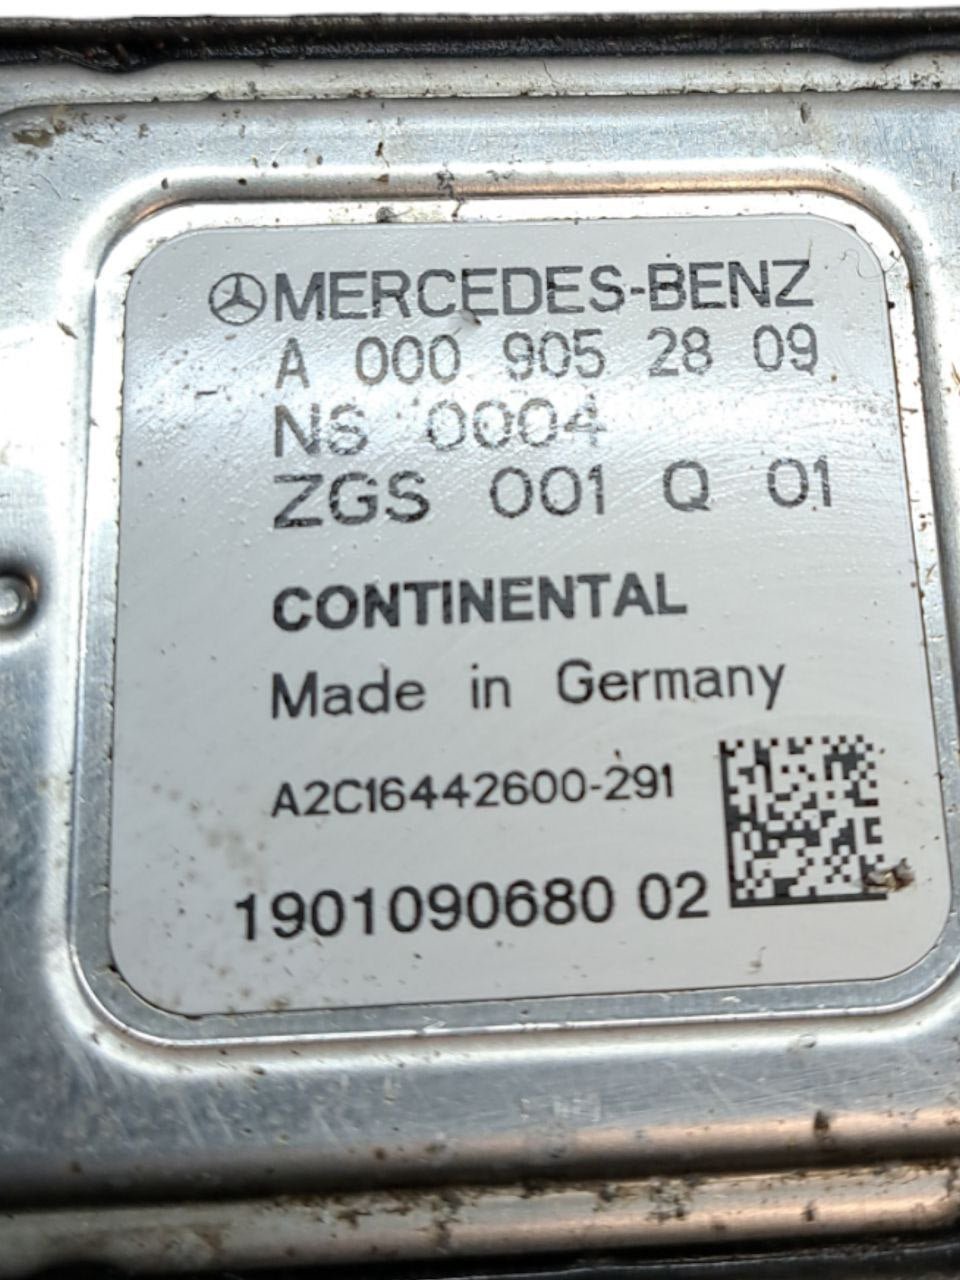 MERCEDES-BENZ
A 000 905 28 09
NS 0004
ZGS 001 Q 01
CONTINENTAL
Made in Germany
A2C16442600-291
1901090680 02